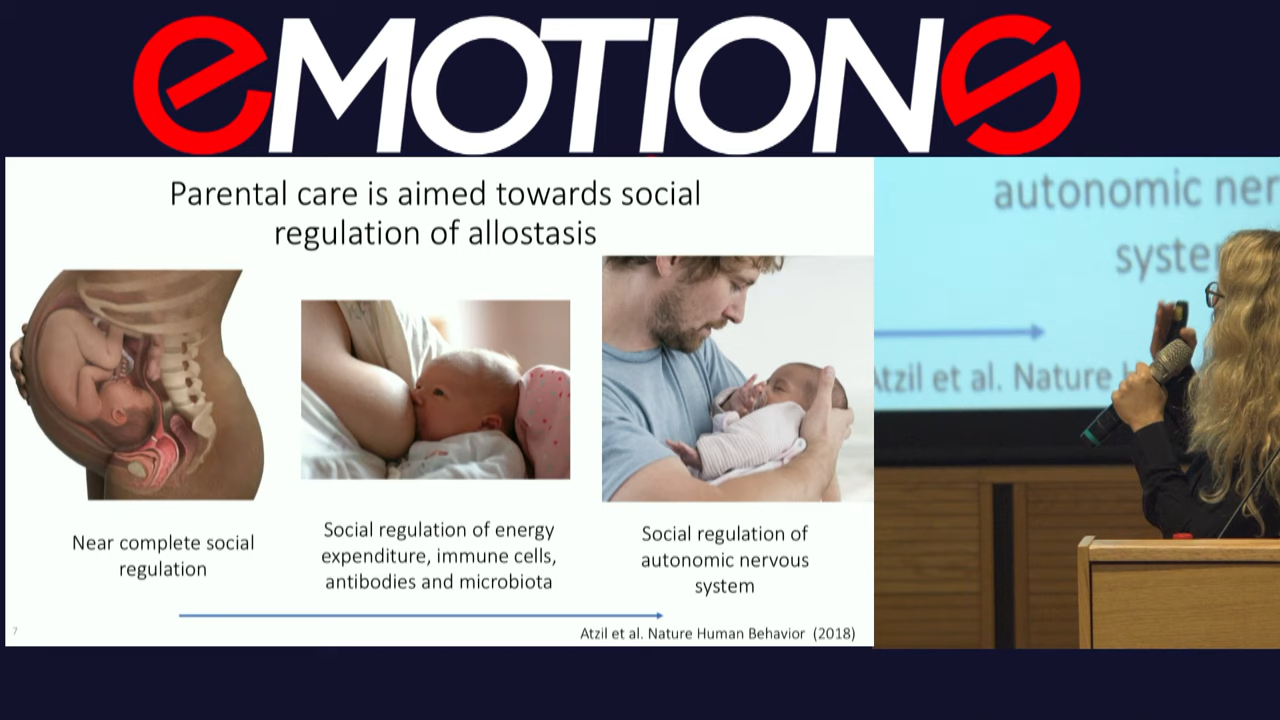 eMOTIONS
Parental care is aimed towards social
regulation of allostasis
Near complete social
regulation
Social regulation of energy
expenditure, immune cells,
antibodies and microbiota
Social regulation of
autonomic nervous
system
7
Atzil et al. Nature Human Behavior (2018)
autonomic ner
syste
Atzil et al. Nature H